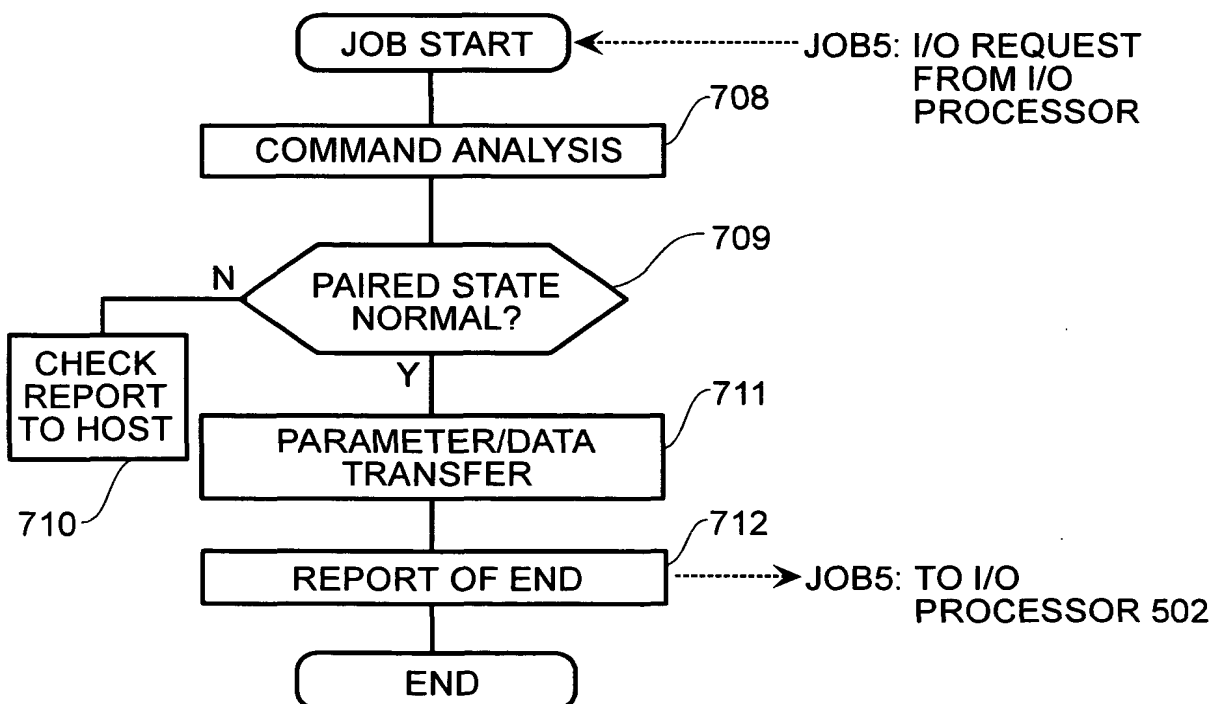 JOB START
JOB5: I/O REQUEST
FROM I/O
PROCESSOR
708
COMMAND ANALYSIS
709
N
PAIRED STATE
NORMAL?
CHECK
REPORT
TO HOST
Y
711
PARAMETER/DATA
TRANSFER
710
712
REPORT OF END
JOB5: TO I/O
PROCESSOR 502
END